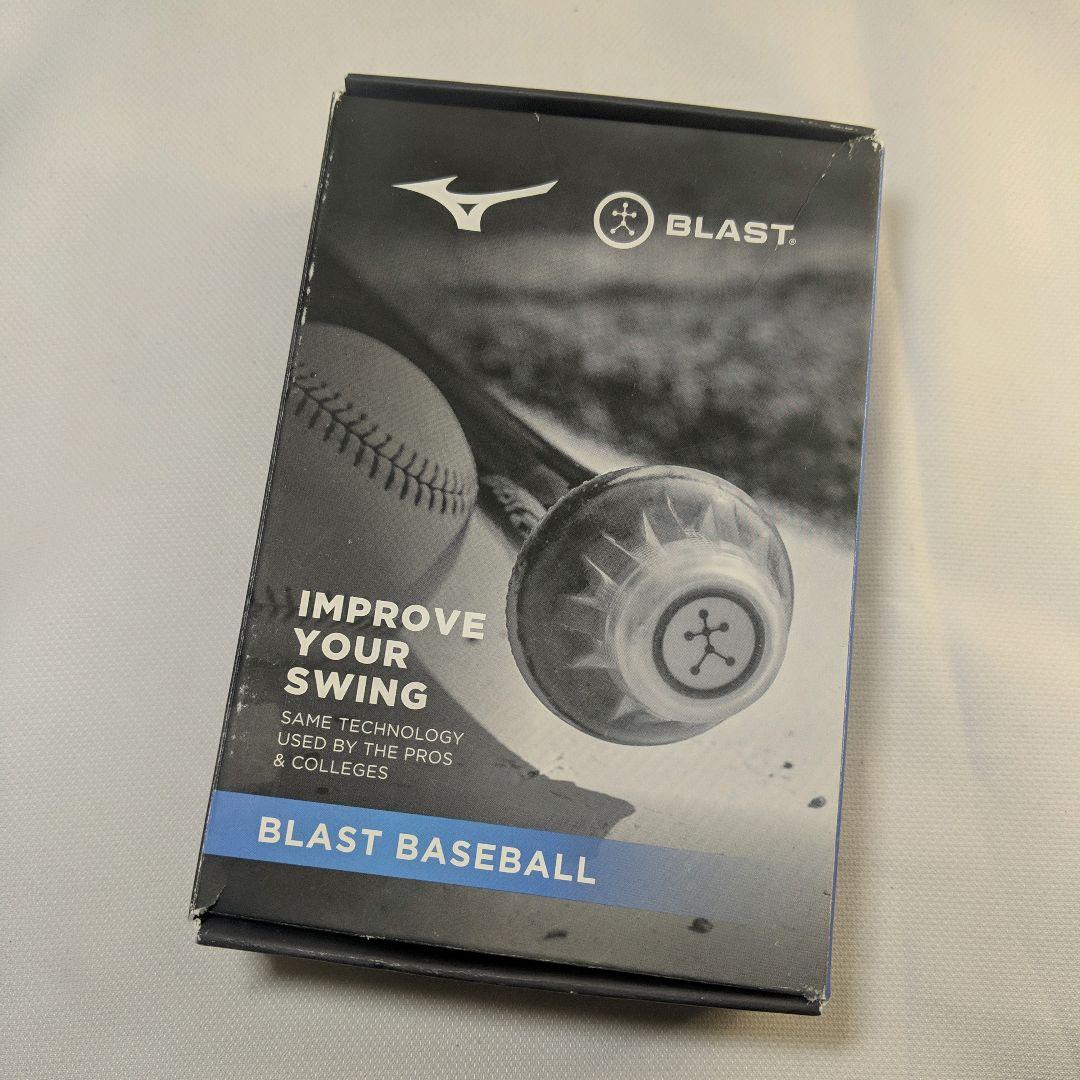 BLAST®
IMPROVE
YOUR
SWING
SAME TECHNOLOGY
USED BY THE PROS
& COLLEGES
BLAST BASEBALL